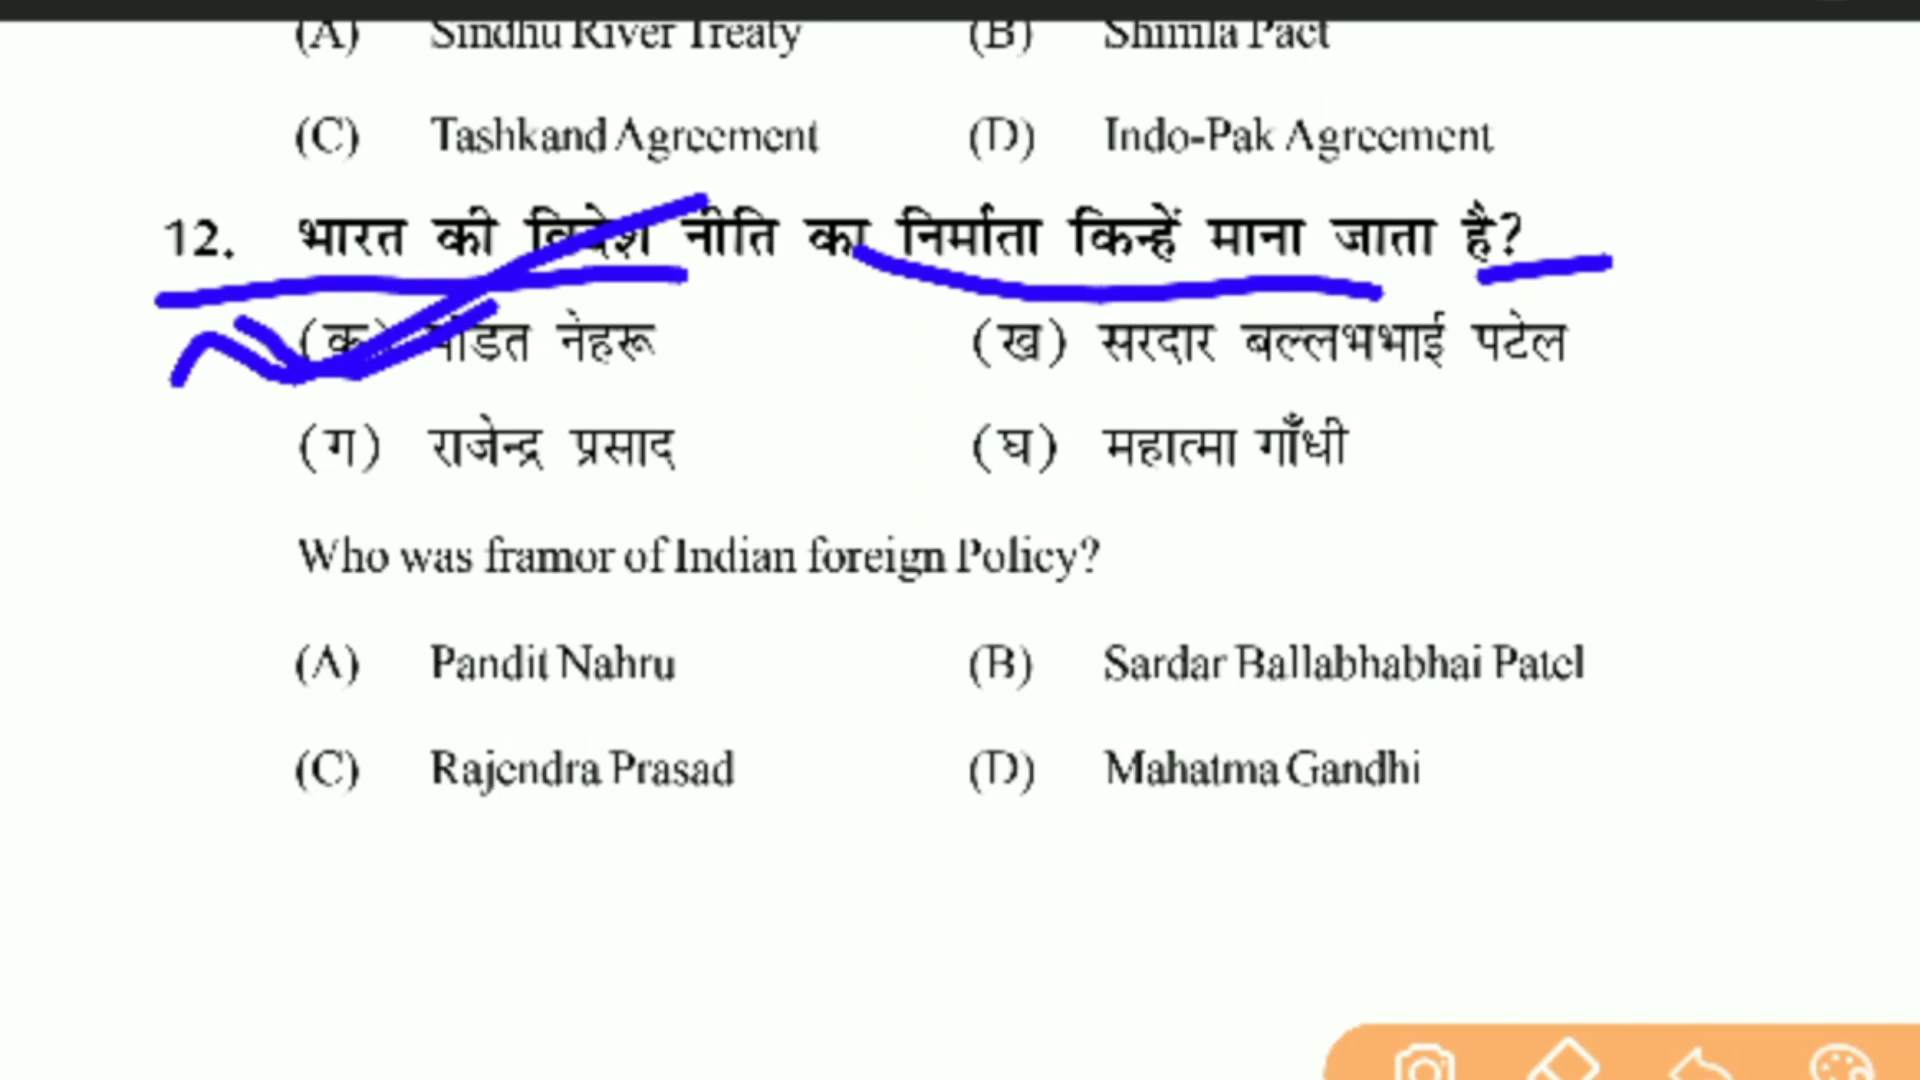 (A) Sindhu River Treaty (B) Shimla Pact
(C) Tashkand Agreement (D) Indo-Pak Agreement
12. भारत की विदेश नीति का निर्माता किन्हें माना जाता है?
(क) पंडित नेहरू (ख) सरदार बल्लभभाई पटेल
(ग) राजेन्द्र प्रसाद (घ) महात्मा गाँधी
Who was framor of Indian foreign Policy?
(A) Pandit Nahru (B) Sardar Ballabhabhai Patel
(C) Rajendra Prasad (D) Mahatma Gandhi